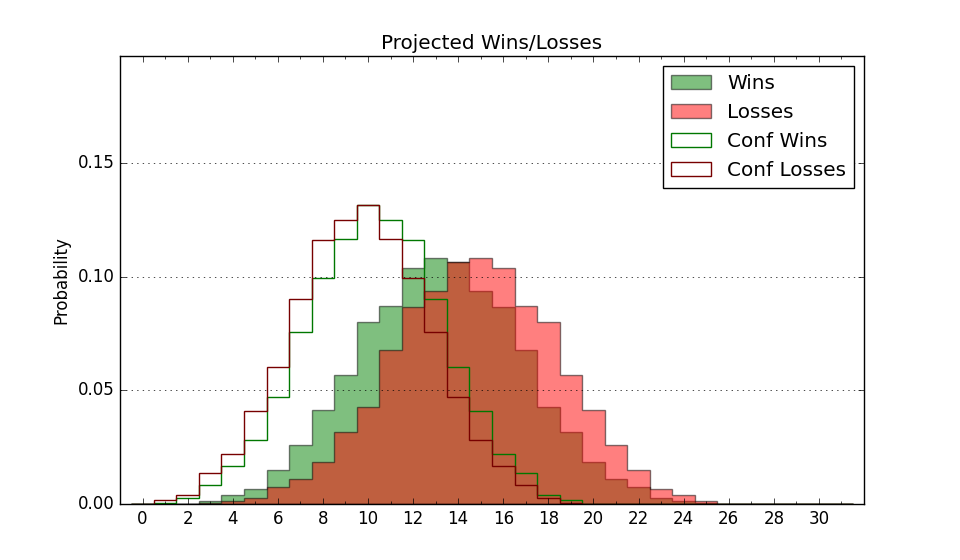 Projected Wins/Losses
Wins
Losses
Conf Wins
Conf Losses
Probability
0.15
0.10
0.05
0.00
0 2 4 6 8 10 12 14 16 18 20 22 24 26 28 30